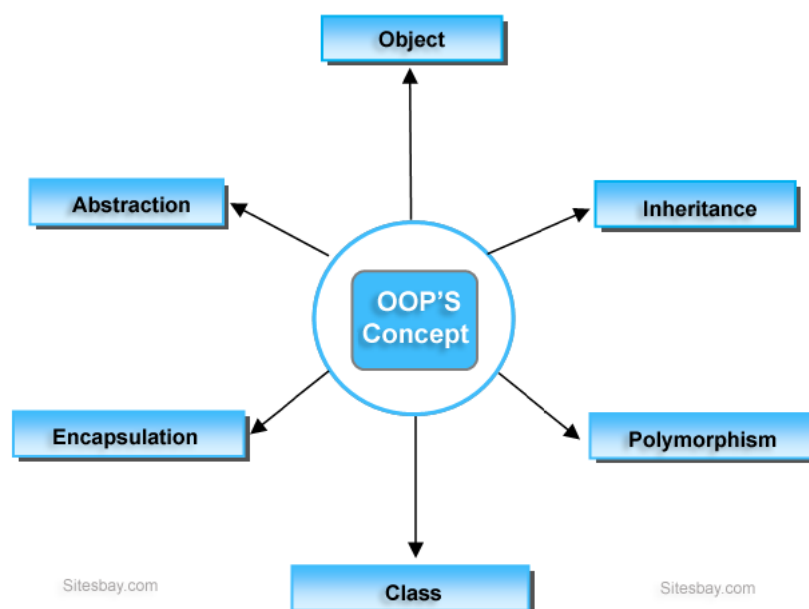 Object
Abstraction
Inheritance
OOP'S
Concept
Encapsulation
Polymorphism
Class
Sitesbay.com
Sitesbay.com